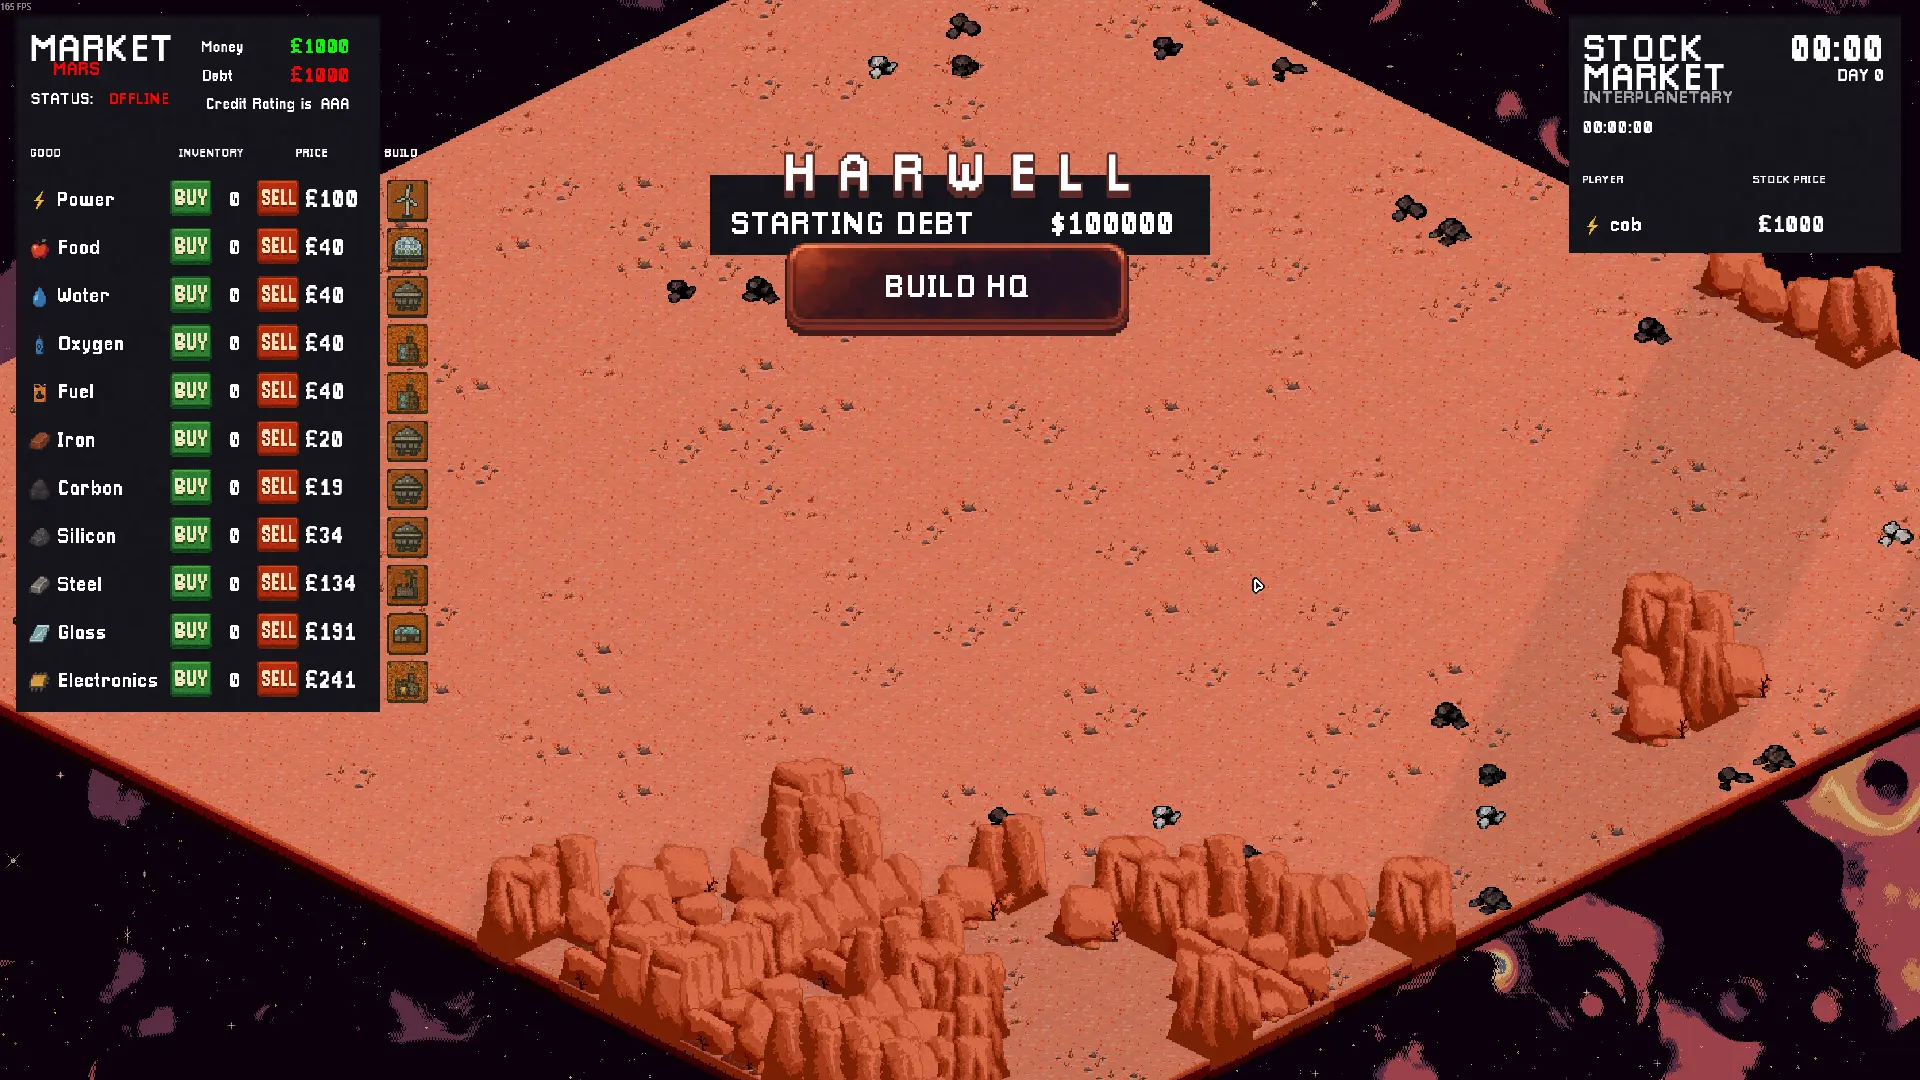 165 FPS
MARKET
MARS
Money £1000
Debt £1000
STATUS: OFFLINE
Credit Rating is AAA
GOOD INVENTORY PRICE BUILD
Power BUY 0 SELL £100
Food BUY 0 SELL £40
Water BUY 0 SELL £40
Oxygen BUY 0 SELL £40
Fuel BUY 0 SELL £40
Iron BUY 0 SELL £20
Carbon BUY 0 SELL £19
Silicon BUY 0 SELL £34
Steel BUY 0 SELL £134
Glass BUY 0 SELL £191
Electronics BUY 0 SELL £241
HARWELL
STARTING DEBT $100000
BUILD HQ
STOCK
MARKET
INTERPLANETARY
00:00
DAY 0
00:00:00
PLAYER STOCK PRICE
cob £1000